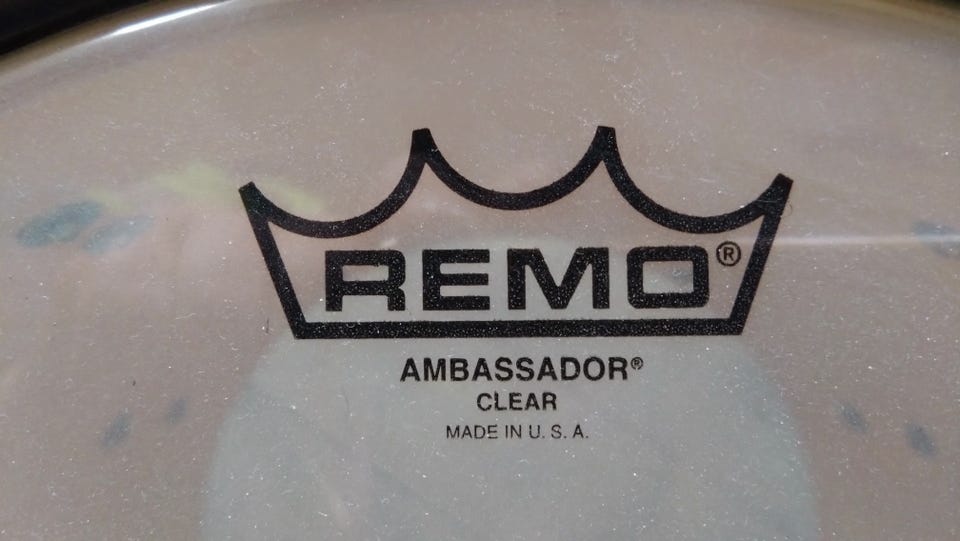 REMO®
AMBASSADOR®
CLEAR
MADE IN U. S. A.